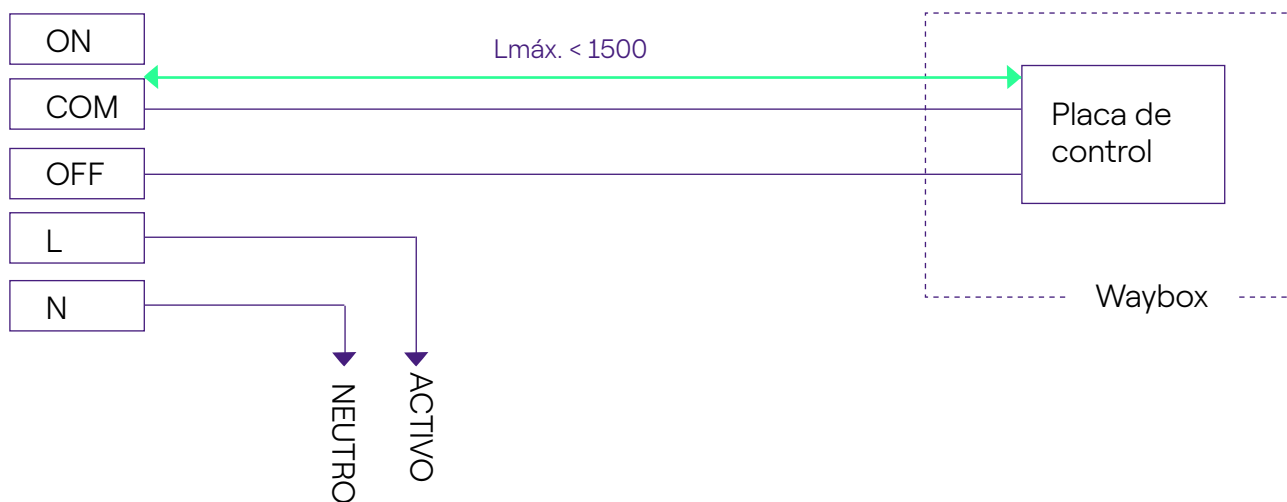 ON
Lmáx. < 1500
COM
Placa de
control
OFF
L
N
Waybox
NEUTRO
ACTIVO